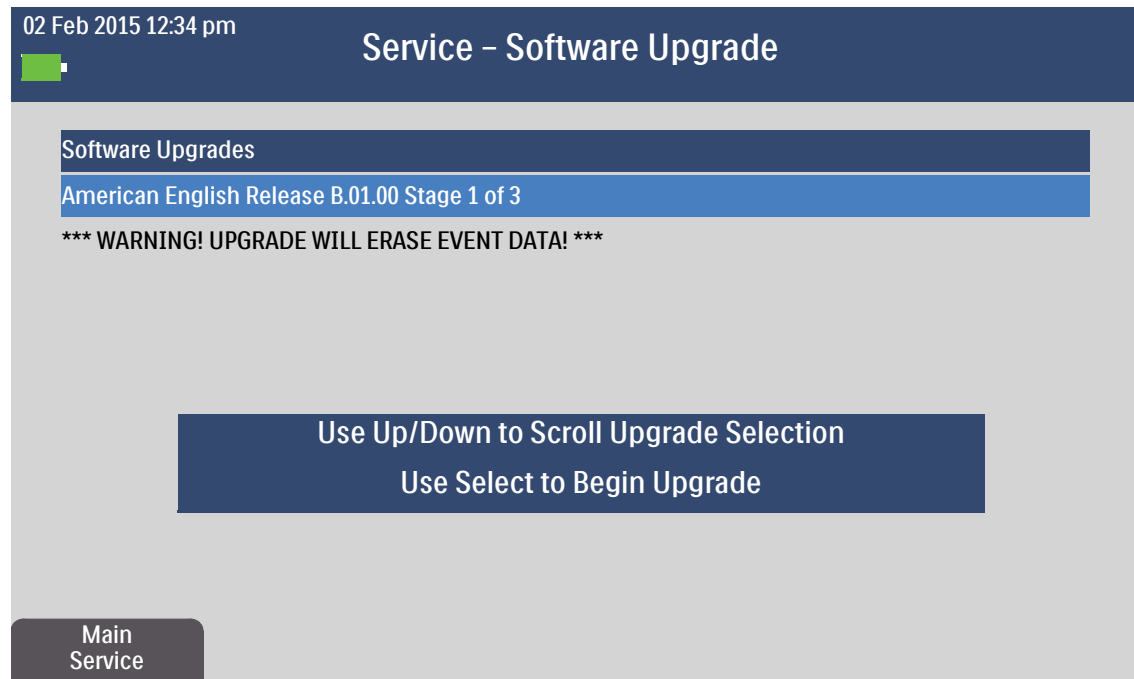 02 Feb 2015 12:34 pm
Service – Software Upgrade
Software Upgrades
American English Release B.01.00 Stage 1 of 3
*** WARNING! UPGRADE WILL ERASE EVENT DATA! ***
Use Up/Down to Scroll Upgrade Selection
Use Select to Begin Upgrade
Main
Service